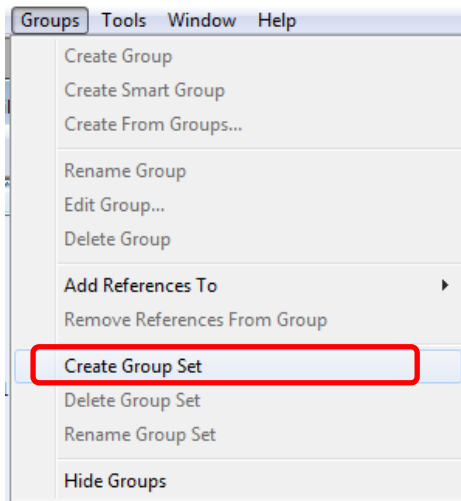 Groups Tools Window Help
Create Group
Create Smart Group
Create From Groups...
Rename Group
Edit Group...
Delete Group
Add References To
Remove References From Group
Create Group Set
Delete Group Set
Rename Group Set
Hide Groups